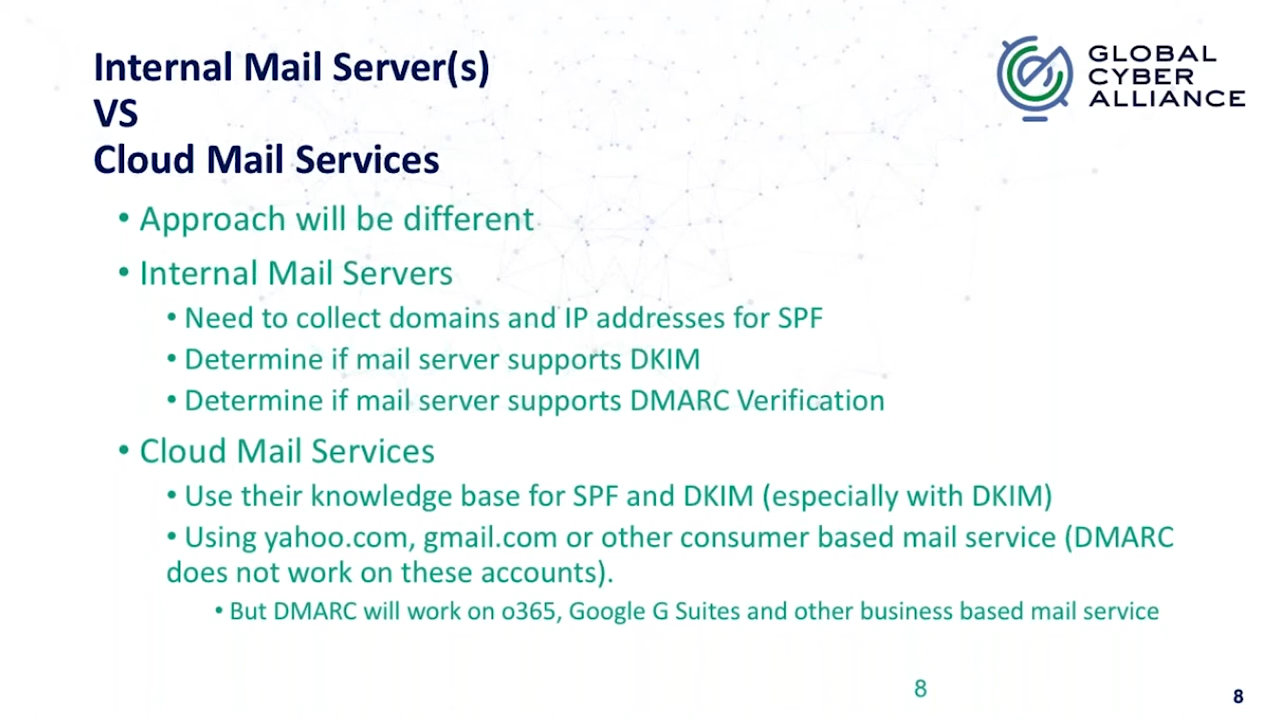 Internal Mail Server(s)
VS
Cloud Mail Services
GLOBAL
CYBER
ALLIANCE
• Approach will be different
• Internal Mail Servers
• Need to collect domains and IP addresses for SPF
• Determine if mail server supports DKIM
• Determine if mail server supports DMARC Verification
• Cloud Mail Services
• Use their knowledge base for SPF and DKIM (especially with DKIM)
• Using yahoo.com, gmail.com or other consumer based mail service (DMARC
does not work on these accounts).
• But DMARC will work on o365, Google G Suites and other business based mail service
8
8